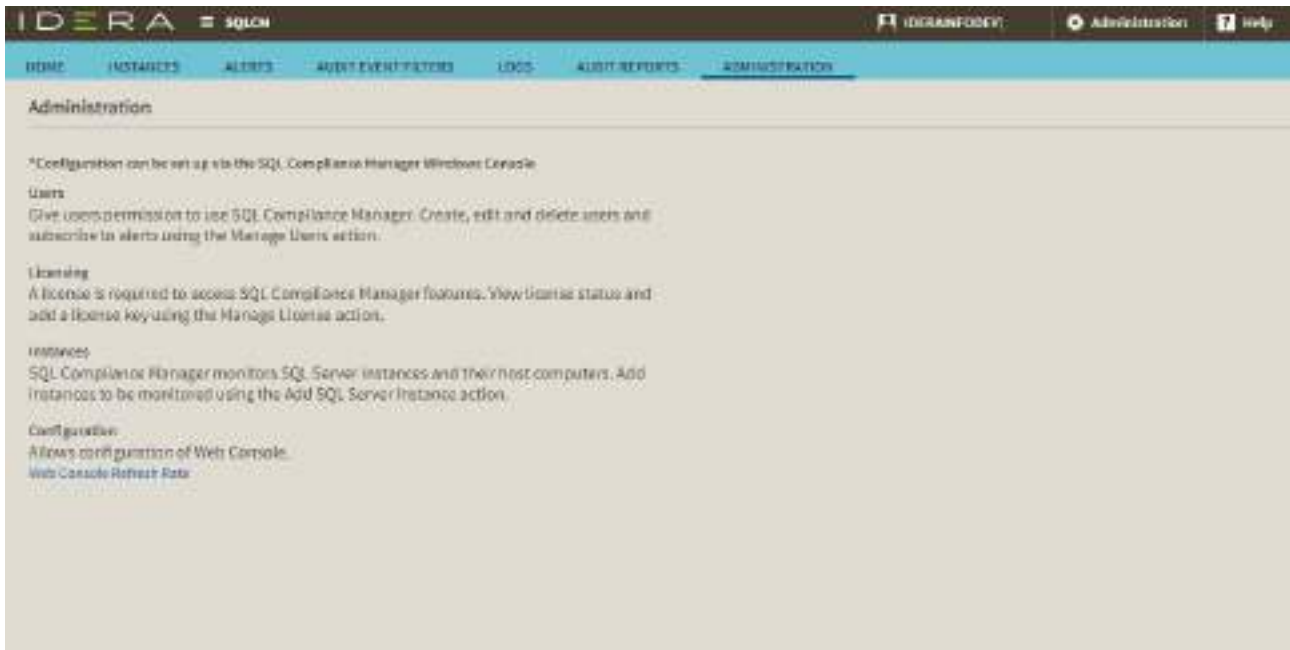 IDERA ≡ SQLCM IDERAINFODEV\ Administration ? Help
HOME INSTANCES ALERTS AUDIT EVENT FILTERS LOGS AUDIT REPORTS ADMINISTRATION
Administration
*Configuration can be set up via the SQL Compliance Manager Windows Console
Users
Give users permission to use SQL Compliance Manager. Create, edit and delete users and
subscribe to alerts using the Manage Users action.
Licensing
A license is required to access SQL Compliance Manager features. View license status and
add a license key using the Manage License action.
Instances
SQL Compliance Manager monitors SQL Server instances and their host computers. Add
instances to be monitored using the Add SQL Server Instance action.
Configuration
Allows configuration of Web Console.
Web Console Refresh Rate